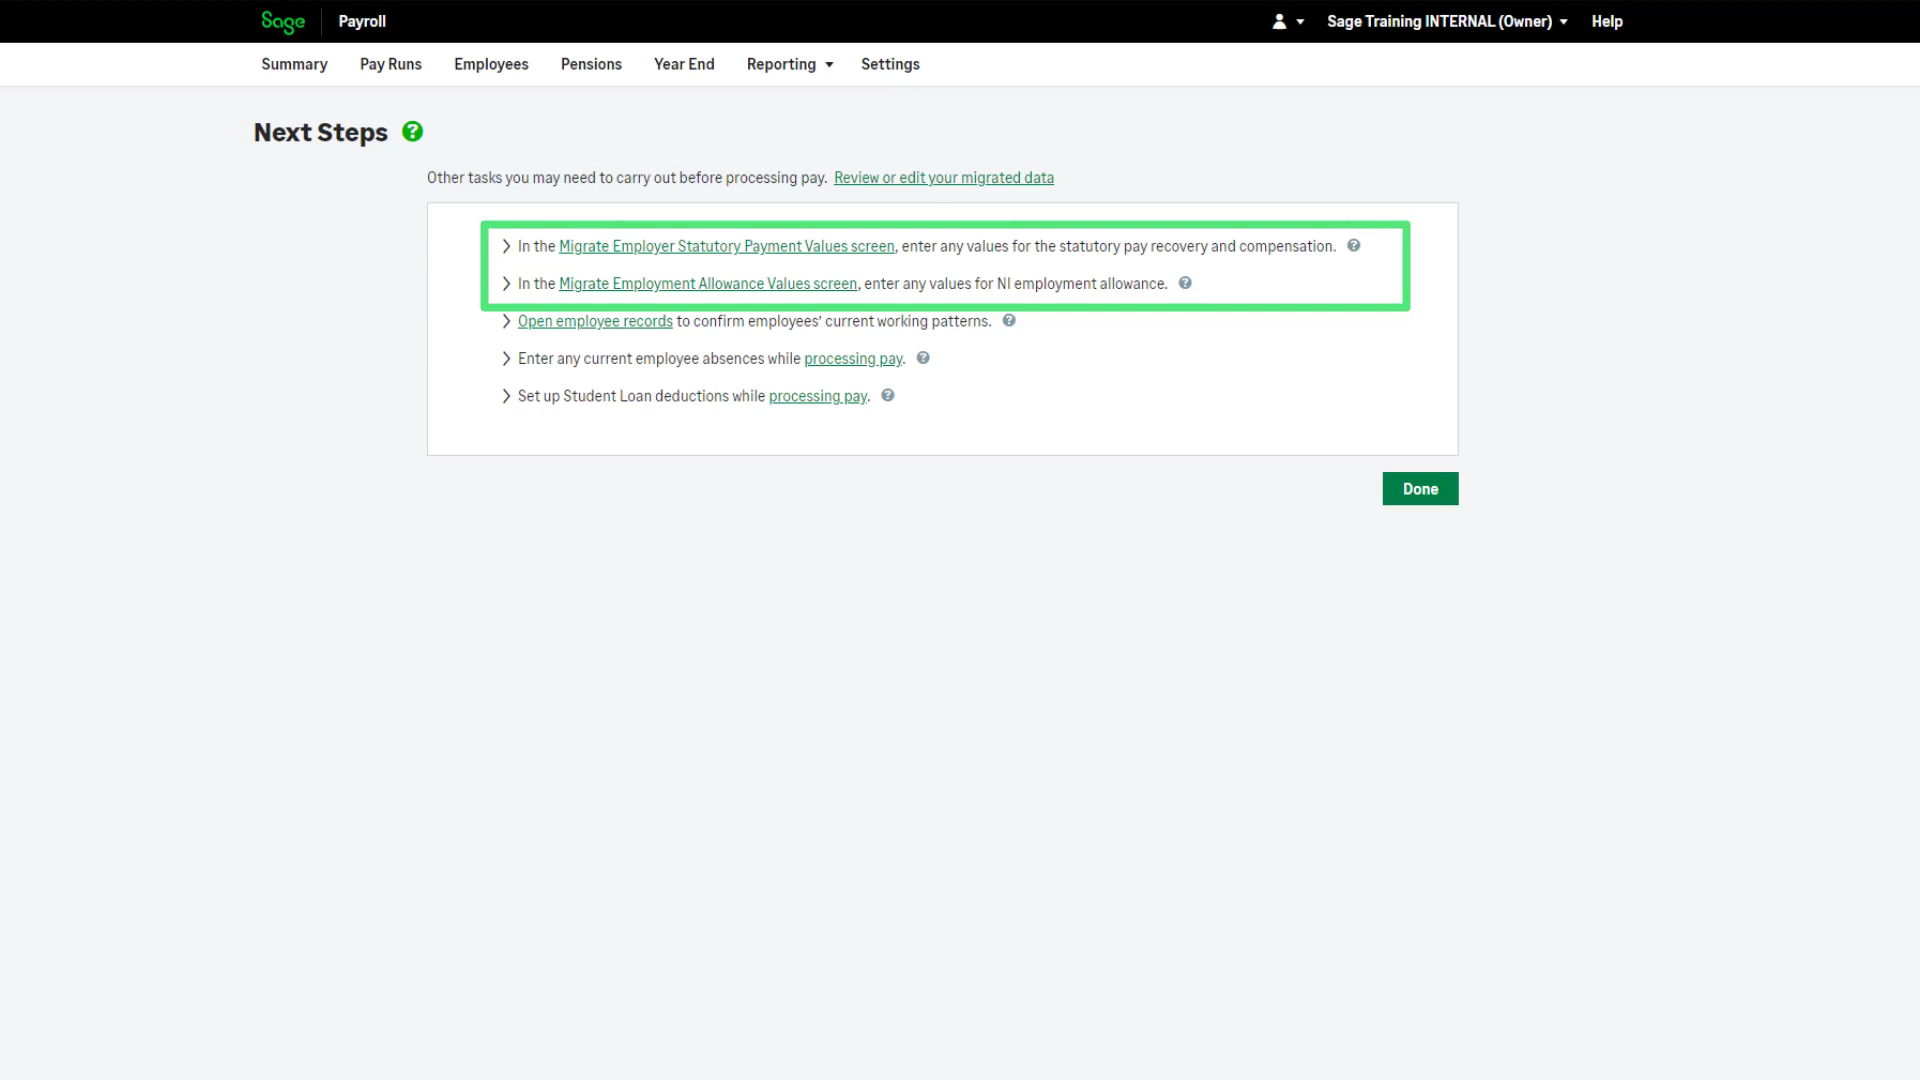 Sage Payroll Sage Training INTERNAL (Owner) Help
Summary Pay Runs Employees Pensions Year End Reporting Settings
Next Steps ?
Other tasks you may need to carry out before processing pay. Review or edit your migrated data
In the Migrate Employer Statutory Payment Values screen, enter any values for the statutory pay recovery and compensation. ?
In the Migrate Employment Allowance Values screen, enter any values for NI employment allowance. ?
Open employee records to confirm employees' current working patterns. ?
Enter any current employee absences while processing pay. ?
Set up Student Loan deductions while processing pay. ?
Done